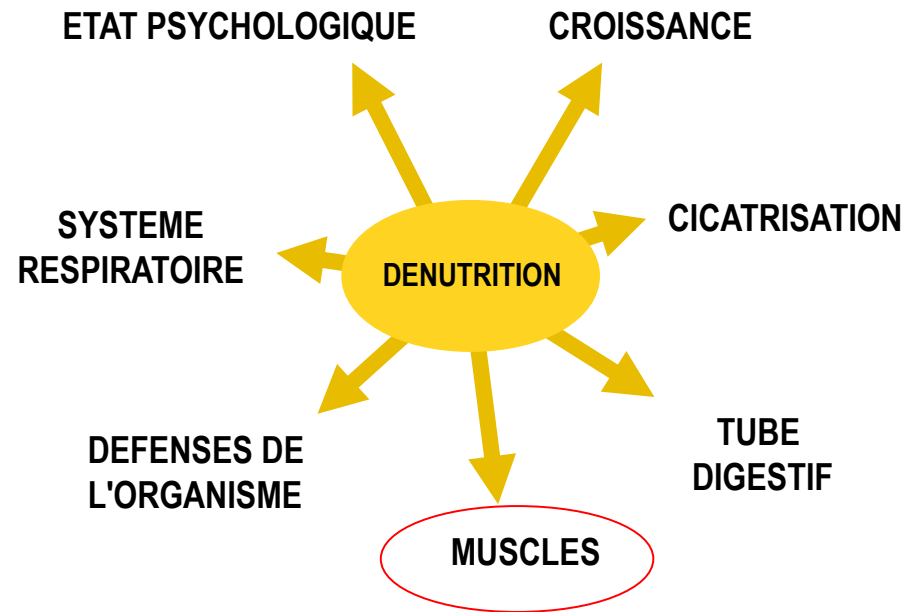 ETAT PSYCHOLOGIQUE
CROISSANCE
SYSTEME
RESPIRATOIRE
CICATRISATION
DENUTRITION
DEFENSES DE
L'ORGANISME
TUBE
DIGESTIF
MUSCLES